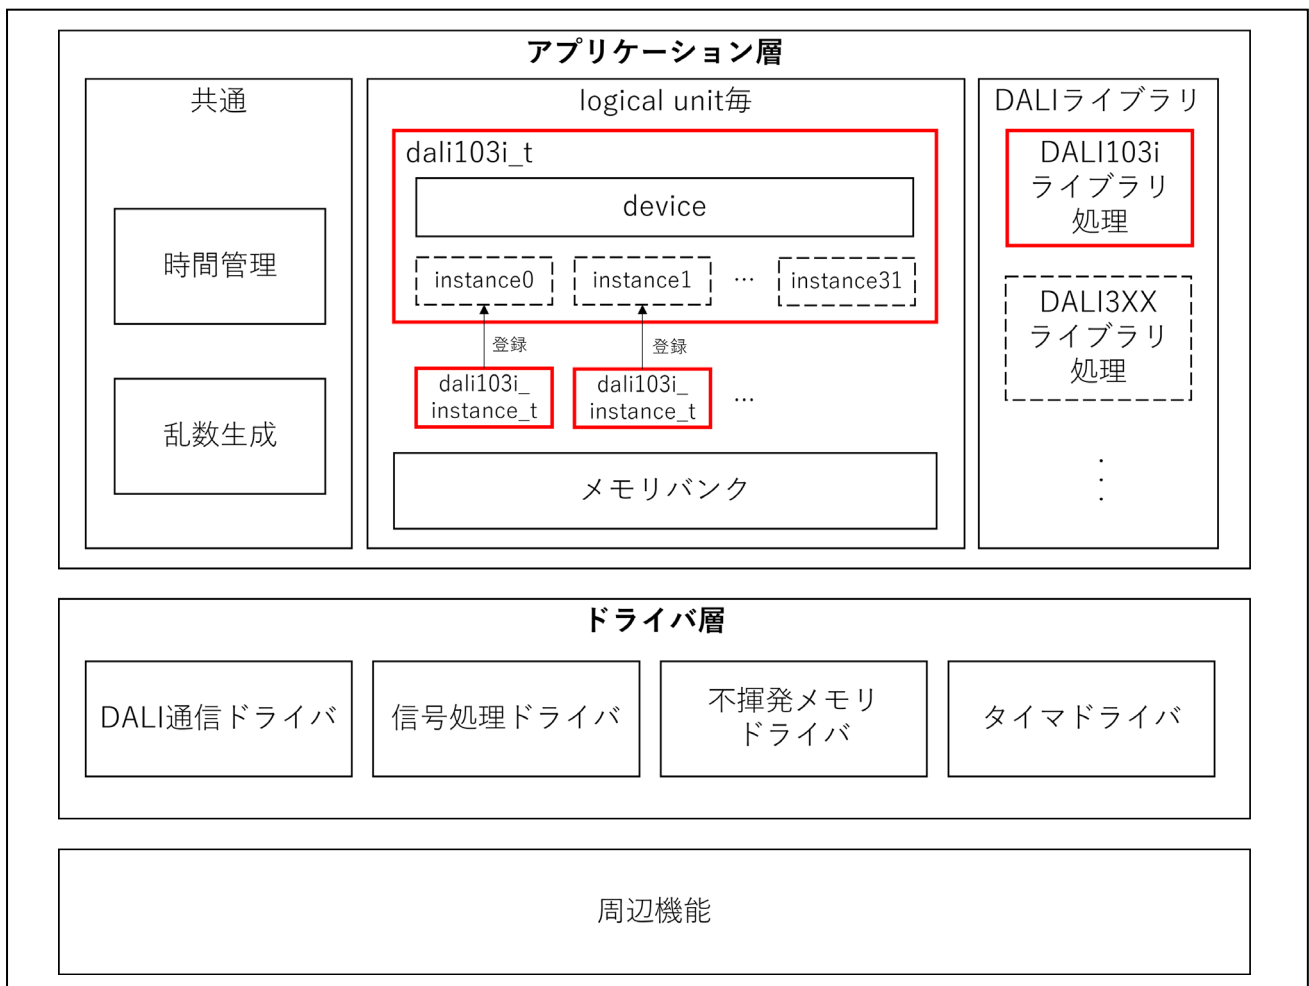 アプリケーション層
共通
時間管理
乱数生成
logical unit毎
dali103i_t
device
instance0
instance1
…
instance31
登録
登録
dali103i_
instance_t
dali103i_
instance_t
…
メモリバンク
DALIライブラリ
DALI103i
ライブラリ
処理
DALI3XX
ライブラリ
処理
・
・
・
ドライバ層
DALI通信ドライバ
信号処理ドライバ
不揮発メモリ
ドライバ
タイマドライバ
周辺機能